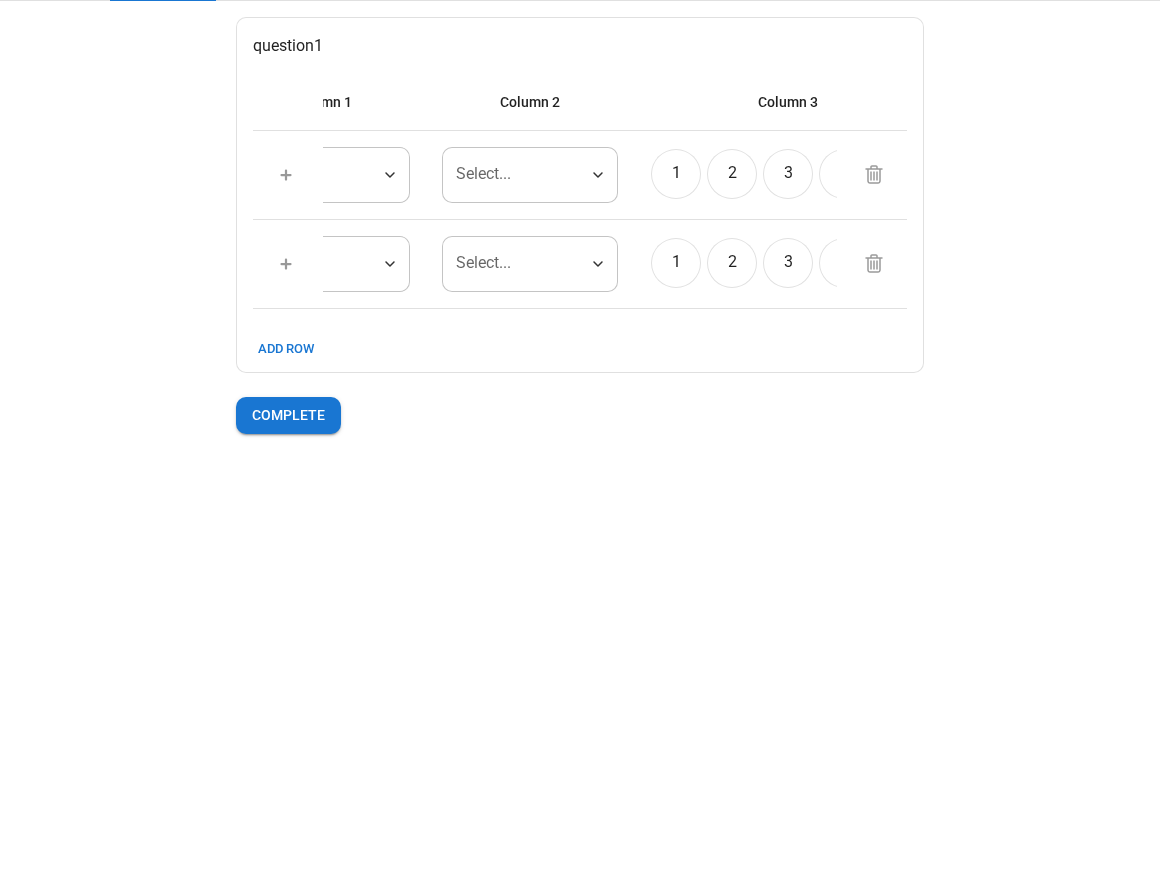 question1
mn 1 Column 2 Column 3
+ Select... 1 2 3
+ Select... 1 2 3
ADD ROW
COMPLETE